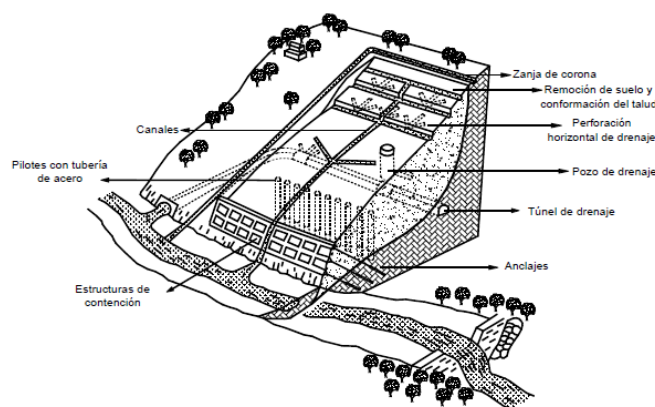 Zanja de corona
Remoción de suelo y
conformación del talud
Canales
Perforación
horizontal de drenaje
Pilotes con tubería
de acero
Pozo de drenaje
Túnel de drenaje
Anclajes
Estructuras de
contención